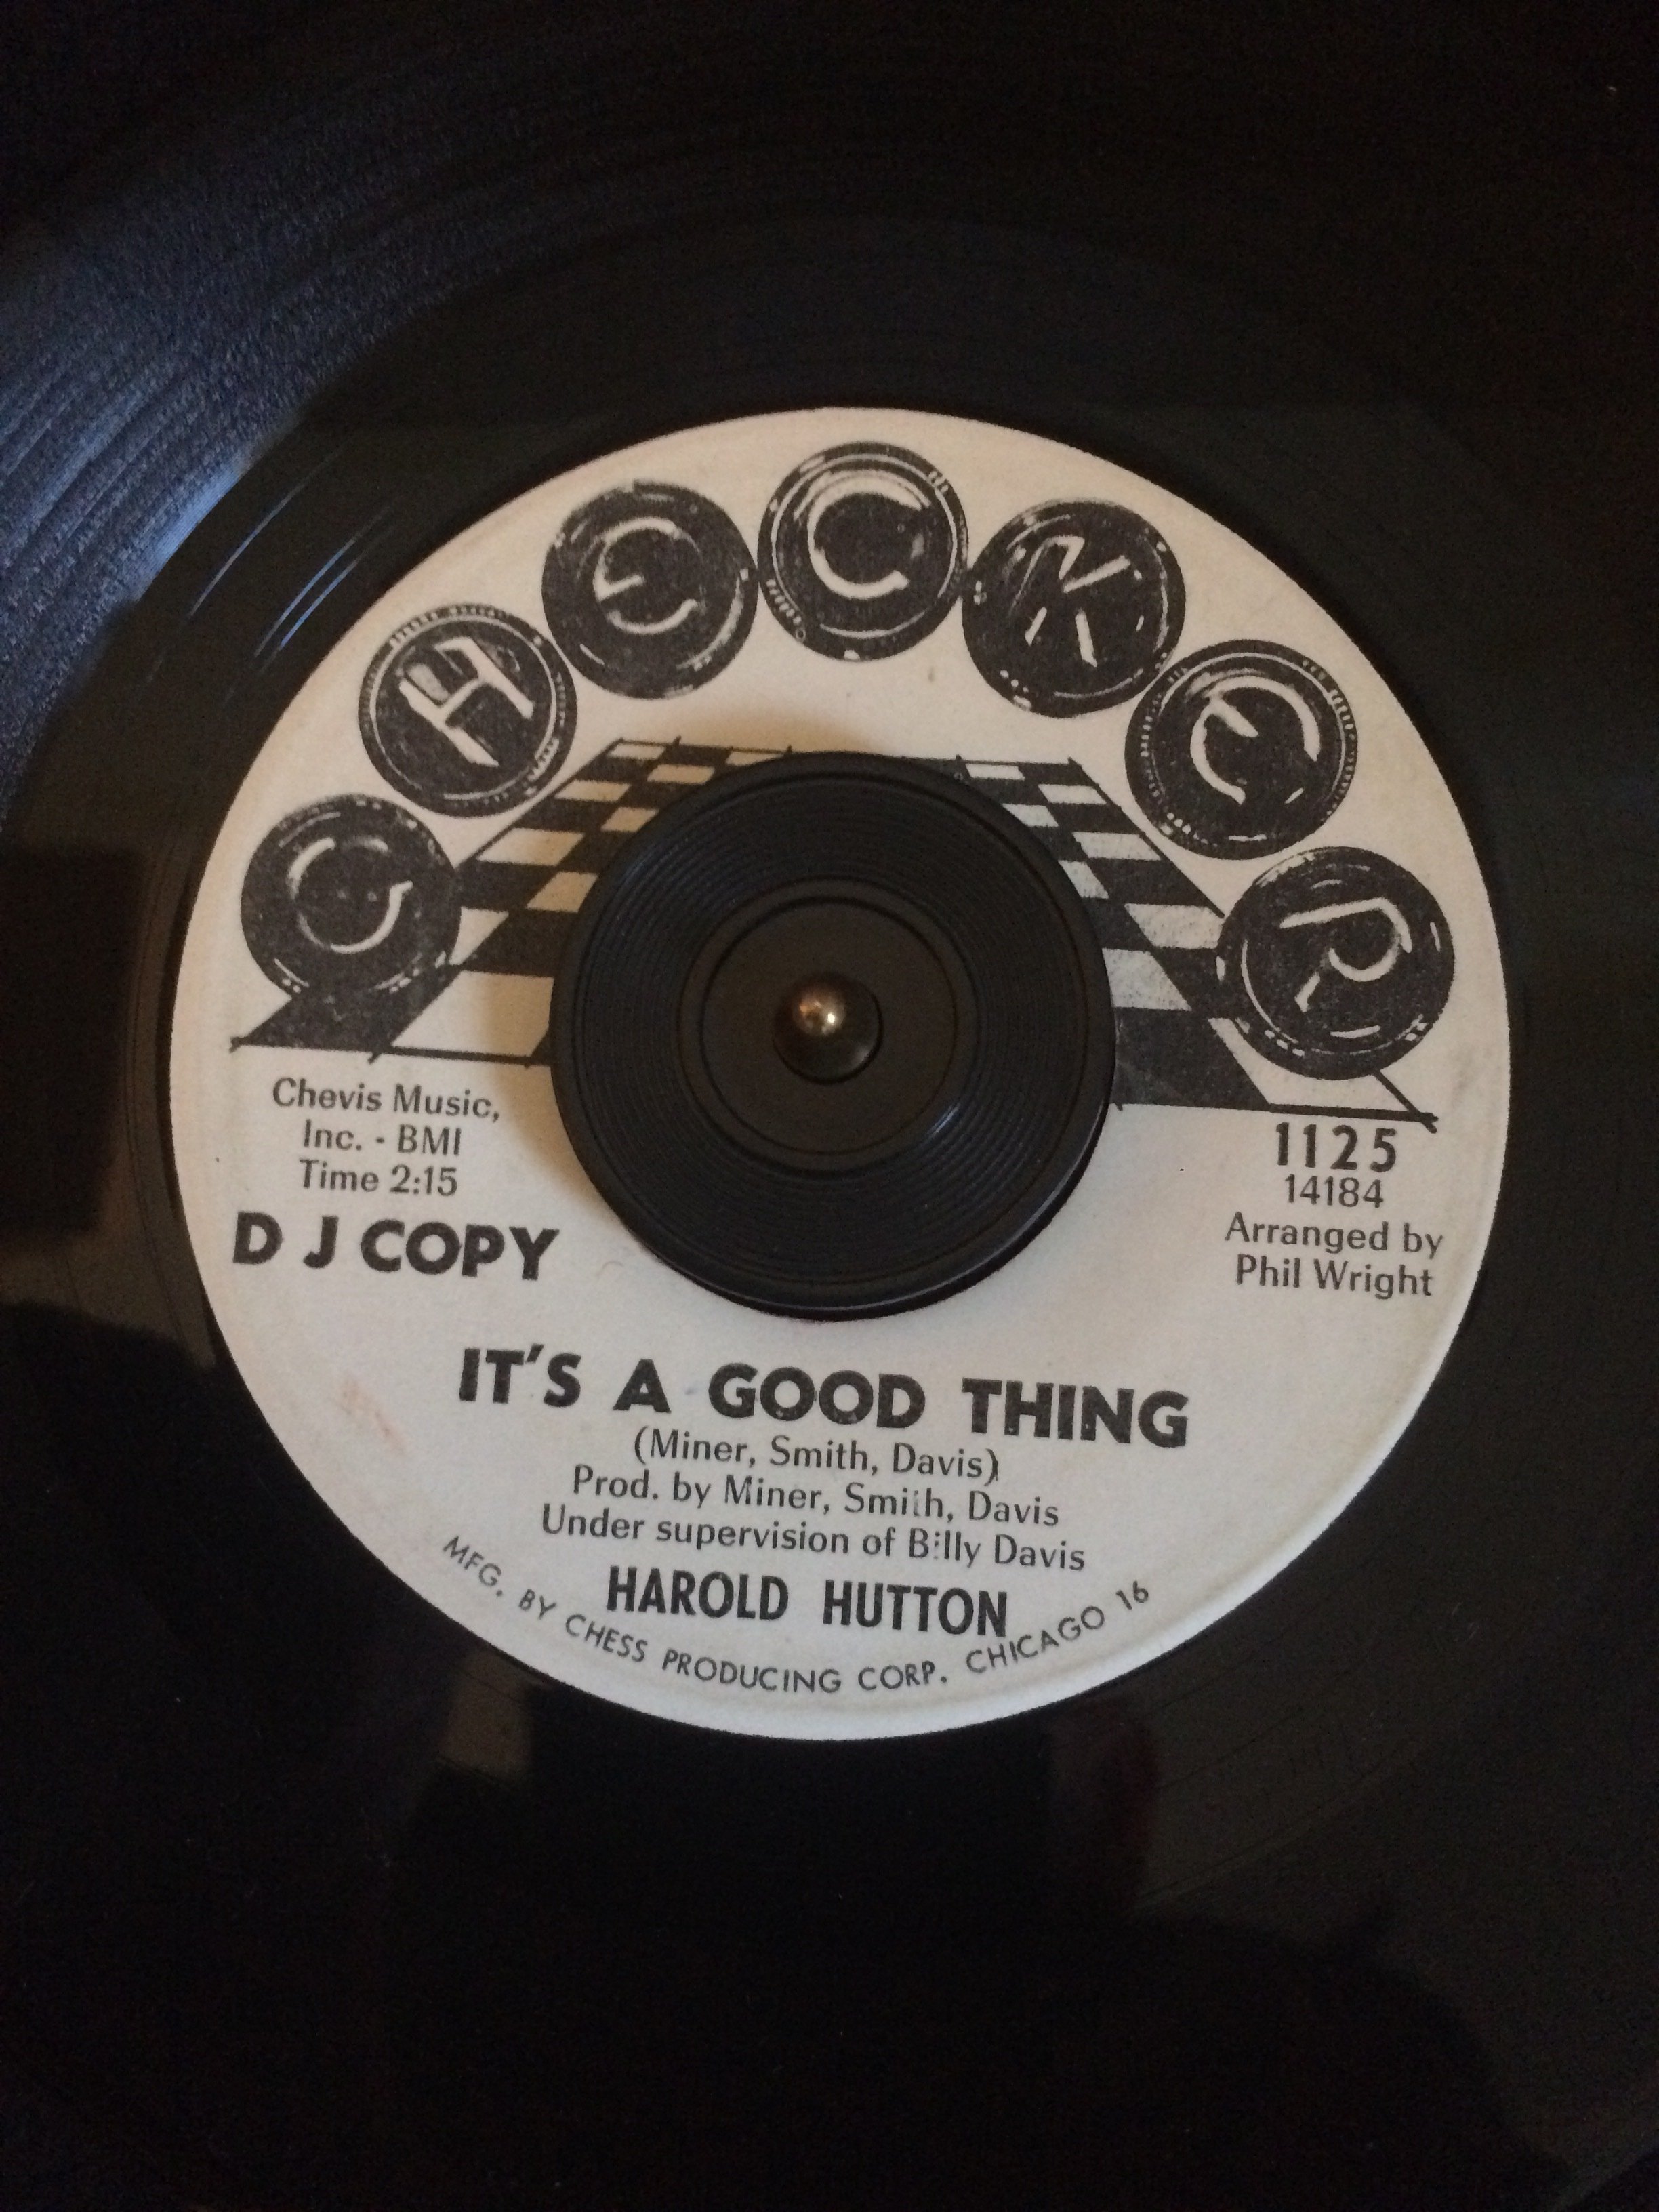 CHECKER
Chevis Music,
Inc. - BMI
Time 2:15
D J COPY
1125
14184
Arranged by
Phil Wright
IT'S A GOOD THING
(Miner, Smith, Davis)
Prod. by Miner, Smith, Davis
Under supervision of Billy Davis
HAROLD HUTTON
MFG. BY CHESS PRODUCING CORP. CHICAGO 16